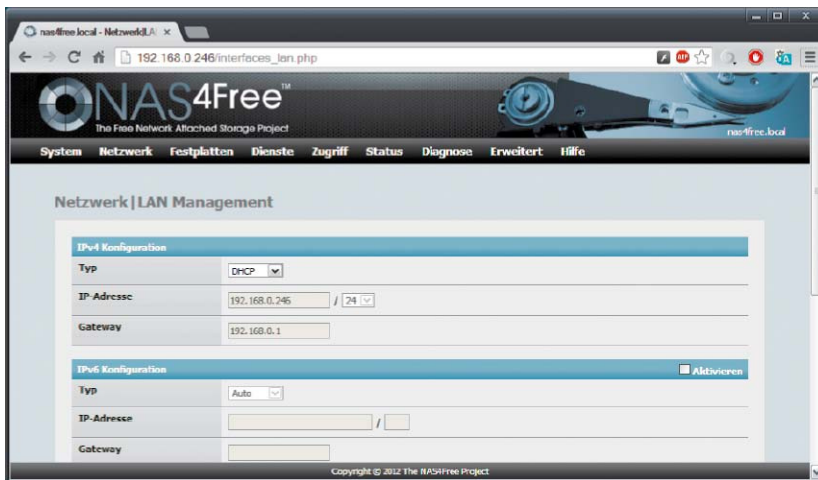 nas4free.local - Netzwerk|LA
192.168.0.246/interfaces_lan.php
NAS4Free™
The Free Network Attached Storage Project
nas4free.local
System Netzwerk Festplatten Dienste Zugriff Status Diagnose Erweitert Hilfe
Netzwerk|LAN Management
IPv4 Konfiguration
Typ DHCP
IP-Adresse 192.168.0.246 / 24
Gateway 192.168.0.1
IPv6 Konfiguration Aktivieren
Typ Auto
IP-Adresse /
Gateway
Copyright © 2012 The NAS4Free Project